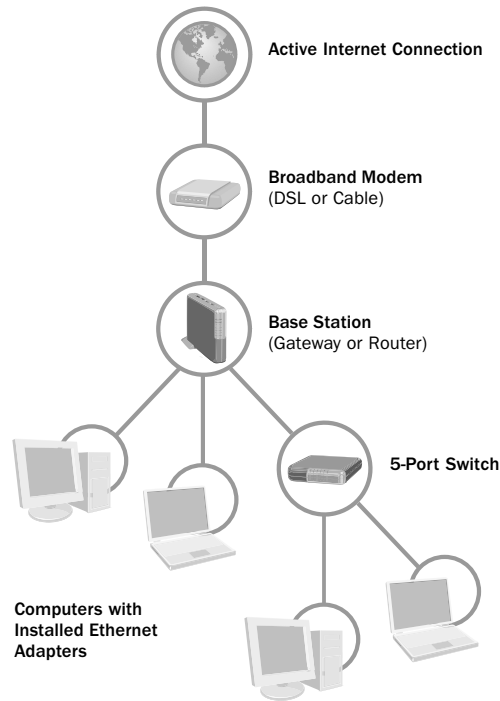 Active Internet Connection
Broadband Modem
(DSL or Cable)
Base Station
(Gateway or Router)
5-Port Switch
Computers with
Installed Ethernet
Adapters